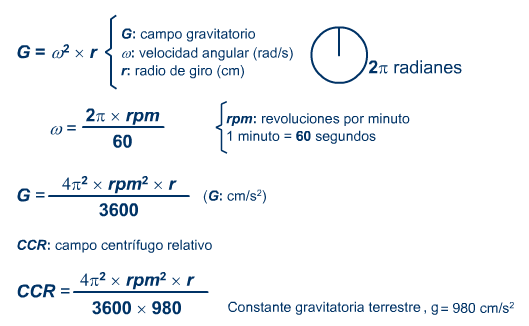 G = ω² × r
G: campo gravitatorio
ω: velocidad angular (rad/s)
r: radio de giro (cm)
2π radianes
ω = 2π × rpm / 60
rpm: revoluciones por minuto
1 minuto = 60 segundos
G = 4π² × rpm² × r / 3600 (G: cm/s²)
CCR: campo centrífugo relativo
CCR = 4π² × rpm² × r / 3600 × 980
Constante gravitatoria terrestre, g = 980 cm/s²